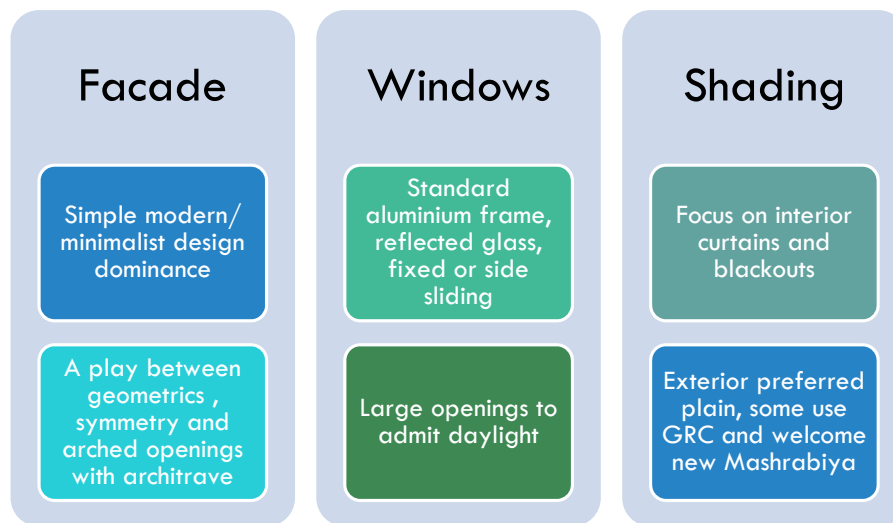 Facade
Simple modern/
minimalist design
dominance
A play between
geometrics ,
symmetry and
arched openings
with architrave
Windows
Standard
aluminium frame,
reflected glass,
fixed or side
sliding
Large openings to
admit daylight
Shading
Focus on interior
curtains and
blackouts
Exterior preferred
plain, some use
GRC and welcome
new Mashrabiya